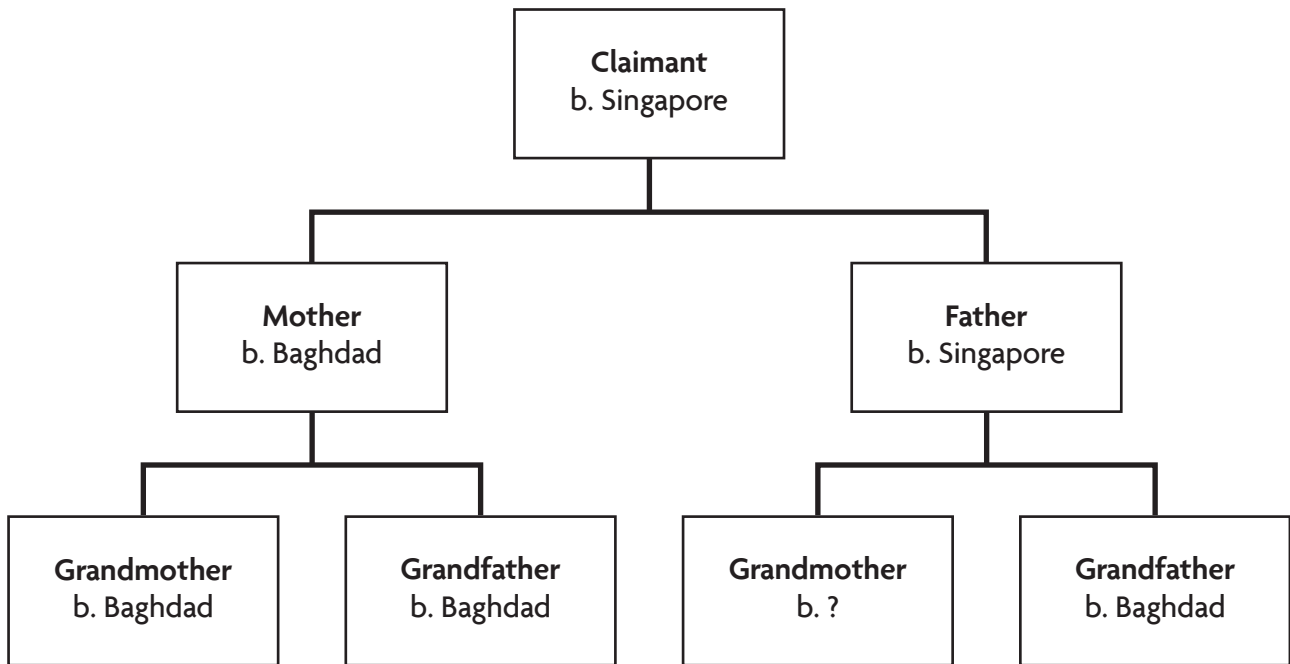 Claimant
b. Singapore
Mother
b. Baghdad
Father
b. Singapore
Grandmother
b. Baghdad
Grandfather
b. Baghdad
Grandmother
b. ?
Grandfather
b. Baghdad